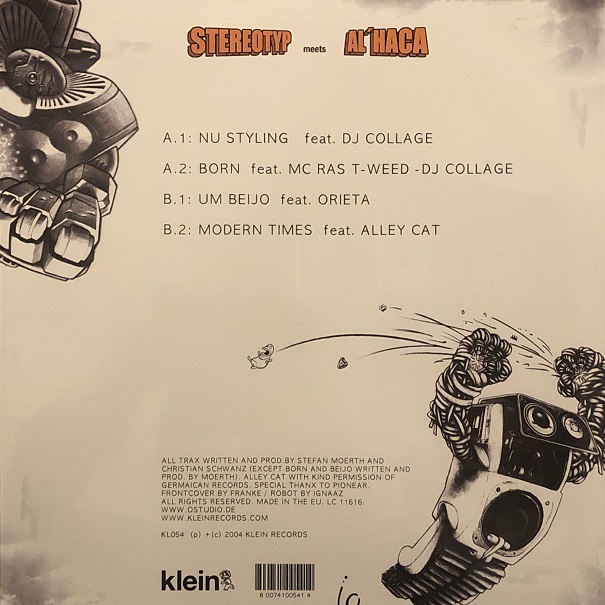 STEREOTYP meets AL'HACA
A.1: NU STYLING feat. DJ COLLAGE
A.2: BORN feat. MC RAS T-WEED -DJ COLLAGE
B.1: UM BEIJO feat. ORIETA
B.2: MODERN TIMES feat. ALLEY CAT
ALL TRAX WRITTEN AND PROD.BY STEFAN MOERTH AND
CHRISTIAN SCHWANZ (EXCEPT BORN AND BEIJO WRITTEN AND
PROD. BY MOERTH). ALLEY CAT WITH KIND PERMISSION OF
GERMAICAN RECORDS. SPECIAL THANX TO PIONEAR.
FRONTCOVER BY FRANKE / ROBOT BY IGNAAZ
ALL RIGHTS RESERVED. MADE IN THE EU. LC 11616.
WWW.OSTUDIO.DE
WWW.KLEINRECORDS.COM
KL054 (p) +(c) 2004 KLEIN RECORDS
klein
8 0074100541 4